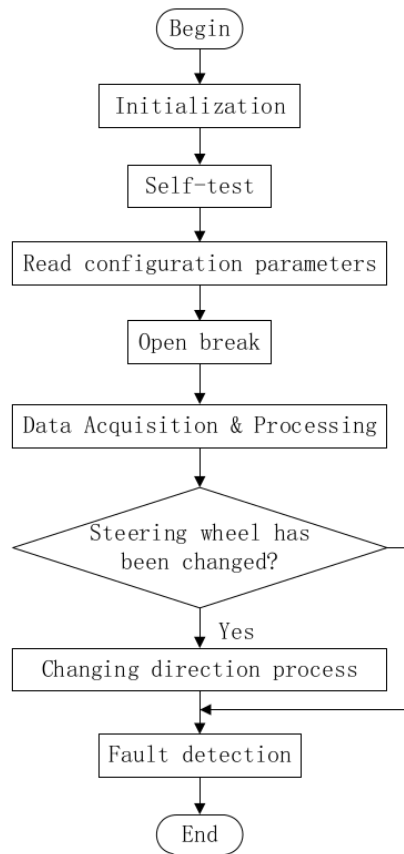 Begin
Initialization
Self-test
Read configuration parameters
Open break
Data Acquisition & Processing
Steering wheel has
been changed?
Yes
Changing direction process
Fault detection
End